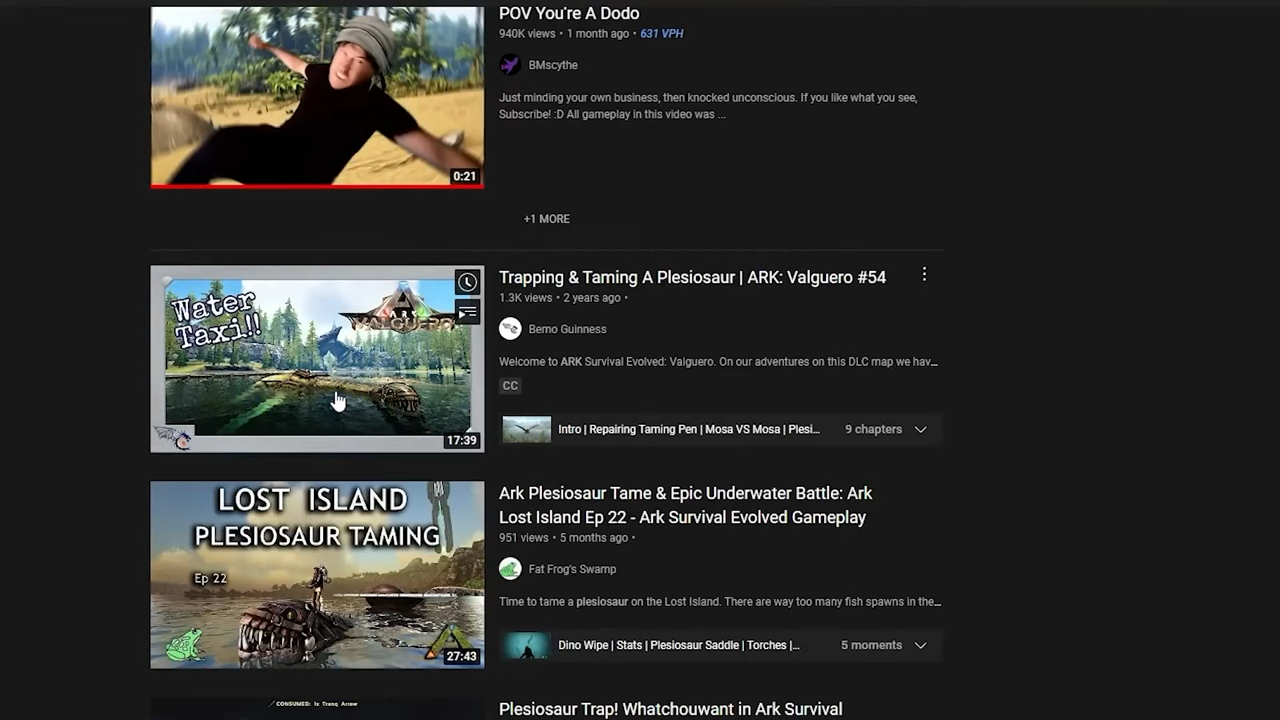 POV You're A Dodo
940K views • 1 month ago • 631 VPH
BMscythe
Just minding your own business, then knocked unconscious. If you like what you see,
Subscribe! :D All gameplay in this video was ...
0:21
+1 MORE
Water
Taxi!!
ARK
VALGUERO
17:39
Trapping & Taming A Plesiosaur | ARK: Valguero #54
1.3K views • 2 years ago •
Bemo Guinness
Welcome to ARK Survival Evolved: Valguero. On our adventures on this DLC map we hav...
CC
Intro | Repairing Taming Pen | Mosa VS Mosa | Plesi...
9 chapters
LOST ISLAND
PLESIOSAUR TAMING
Ep 22
27:43
Ark Plesiosaur Tame & Epic Underwater Battle: Ark
Lost Island Ep 22 - Ark Survival Evolved Gameplay
951 views • 5 months ago •
Fat Frog's Swamp
Time to tame a plesiosaur on the Lost Island. There are way too many fish spawns in the...
Dino Wipe | Stats | Plesiosaur Saddle | Torches |...
5 moments
CONSUMED: 1x Tranq Arrow
Plesiosaur Trap! Whatchouwant in Ark Survival